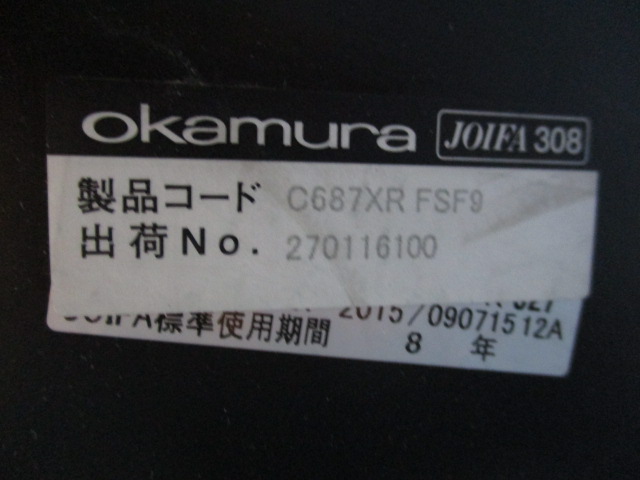 okamura JOIFA 308
製品コード C687XR FSF9
出荷No. 270116100
2015/09071512A
JOIFA標準使用期間 8 年